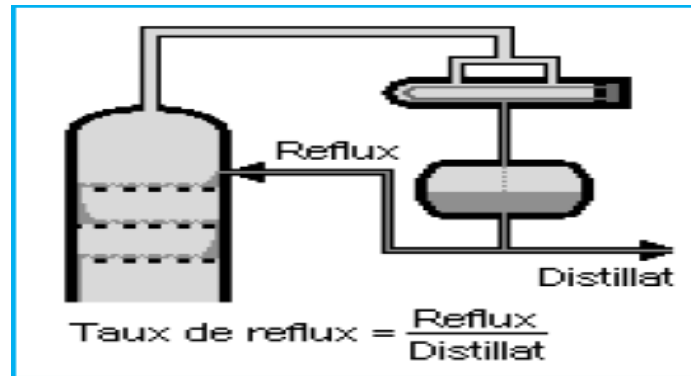 Reflux
Distillat
Taux de reflux = Reflux
Distillat